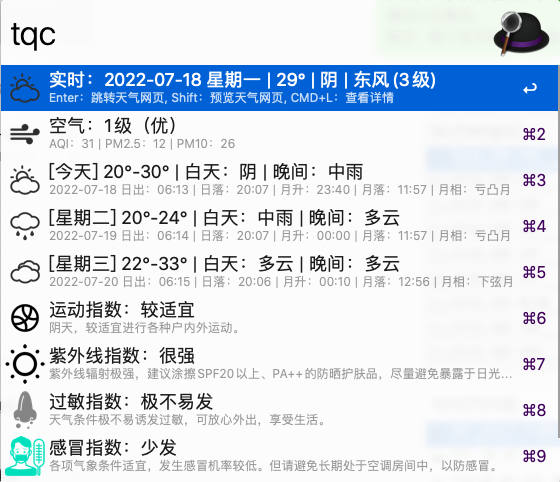 tqc
实时：2022-07-18 星期一 | 29° | 阴 | 东风 (3 级)
Enter：跳转天气网页, Shift：预览天气网页, CMD+L：查看详情
空气：1级（优）
⌘2
AQI：31 | PM2.5：12 | PM10：26
[今天] 20°-30° | 白天：阴 | 晚间：中雨
⌘3
2022-07-18 日出：06:13 | 日落：20:07 | 月升：23:40 | 月落：11:57 | 月相：亏凸月
[星期二] 20°-24° | 白天：中雨 | 晚间：多云
⌘4
2022-07-19 日出：06:14 | 日落：20:07 | 月升：00:00 | 月落：11:57 | 月相：亏凸月
[星期三] 22°-33° | 白天：多云 | 晚间：多云
⌘5
2022-07-20 日出：06:15 | 日落：20:06 | 月升：00:10 | 月落：12:56 | 月相：下弦月
运动指数：较适宜
⌘6
阴天，较适宜进行各种户内外运动。
紫外线指数：很强
⌘7
紫外线辐射极强，建议涂擦SPF20以上、PA++的防晒护肤品，尽量避免暴露于日光...
过敏指数：极不易发
⌘8
天气条件极不易诱发过敏，可放心外出，享受生活。
感冒指数：少发
⌘9
各项气象条件适宜，发生感冒机率较低。但请避免长期处于空调房间中，以防感冒。